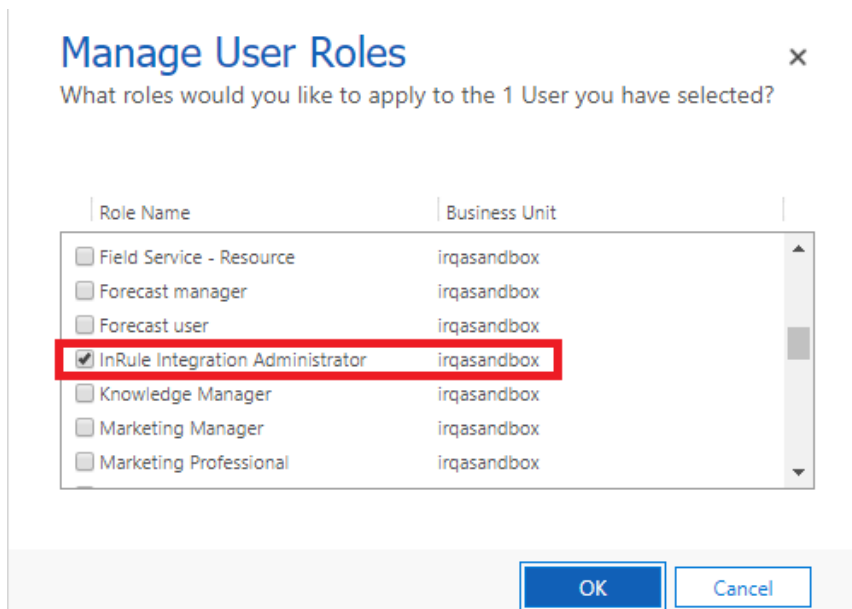 Manage User Roles
What roles would you like to apply to the 1 User you have selected?
Role Name Business Unit
Field Service - Resource irqasandbox
Forecast manager irqasandbox
Forecast user irqasandbox
InRule Integration Administrator irqasandbox
Knowledge Manager irqasandbox
Marketing Manager irqasandbox
Marketing Professional irqasandbox
OK Cancel